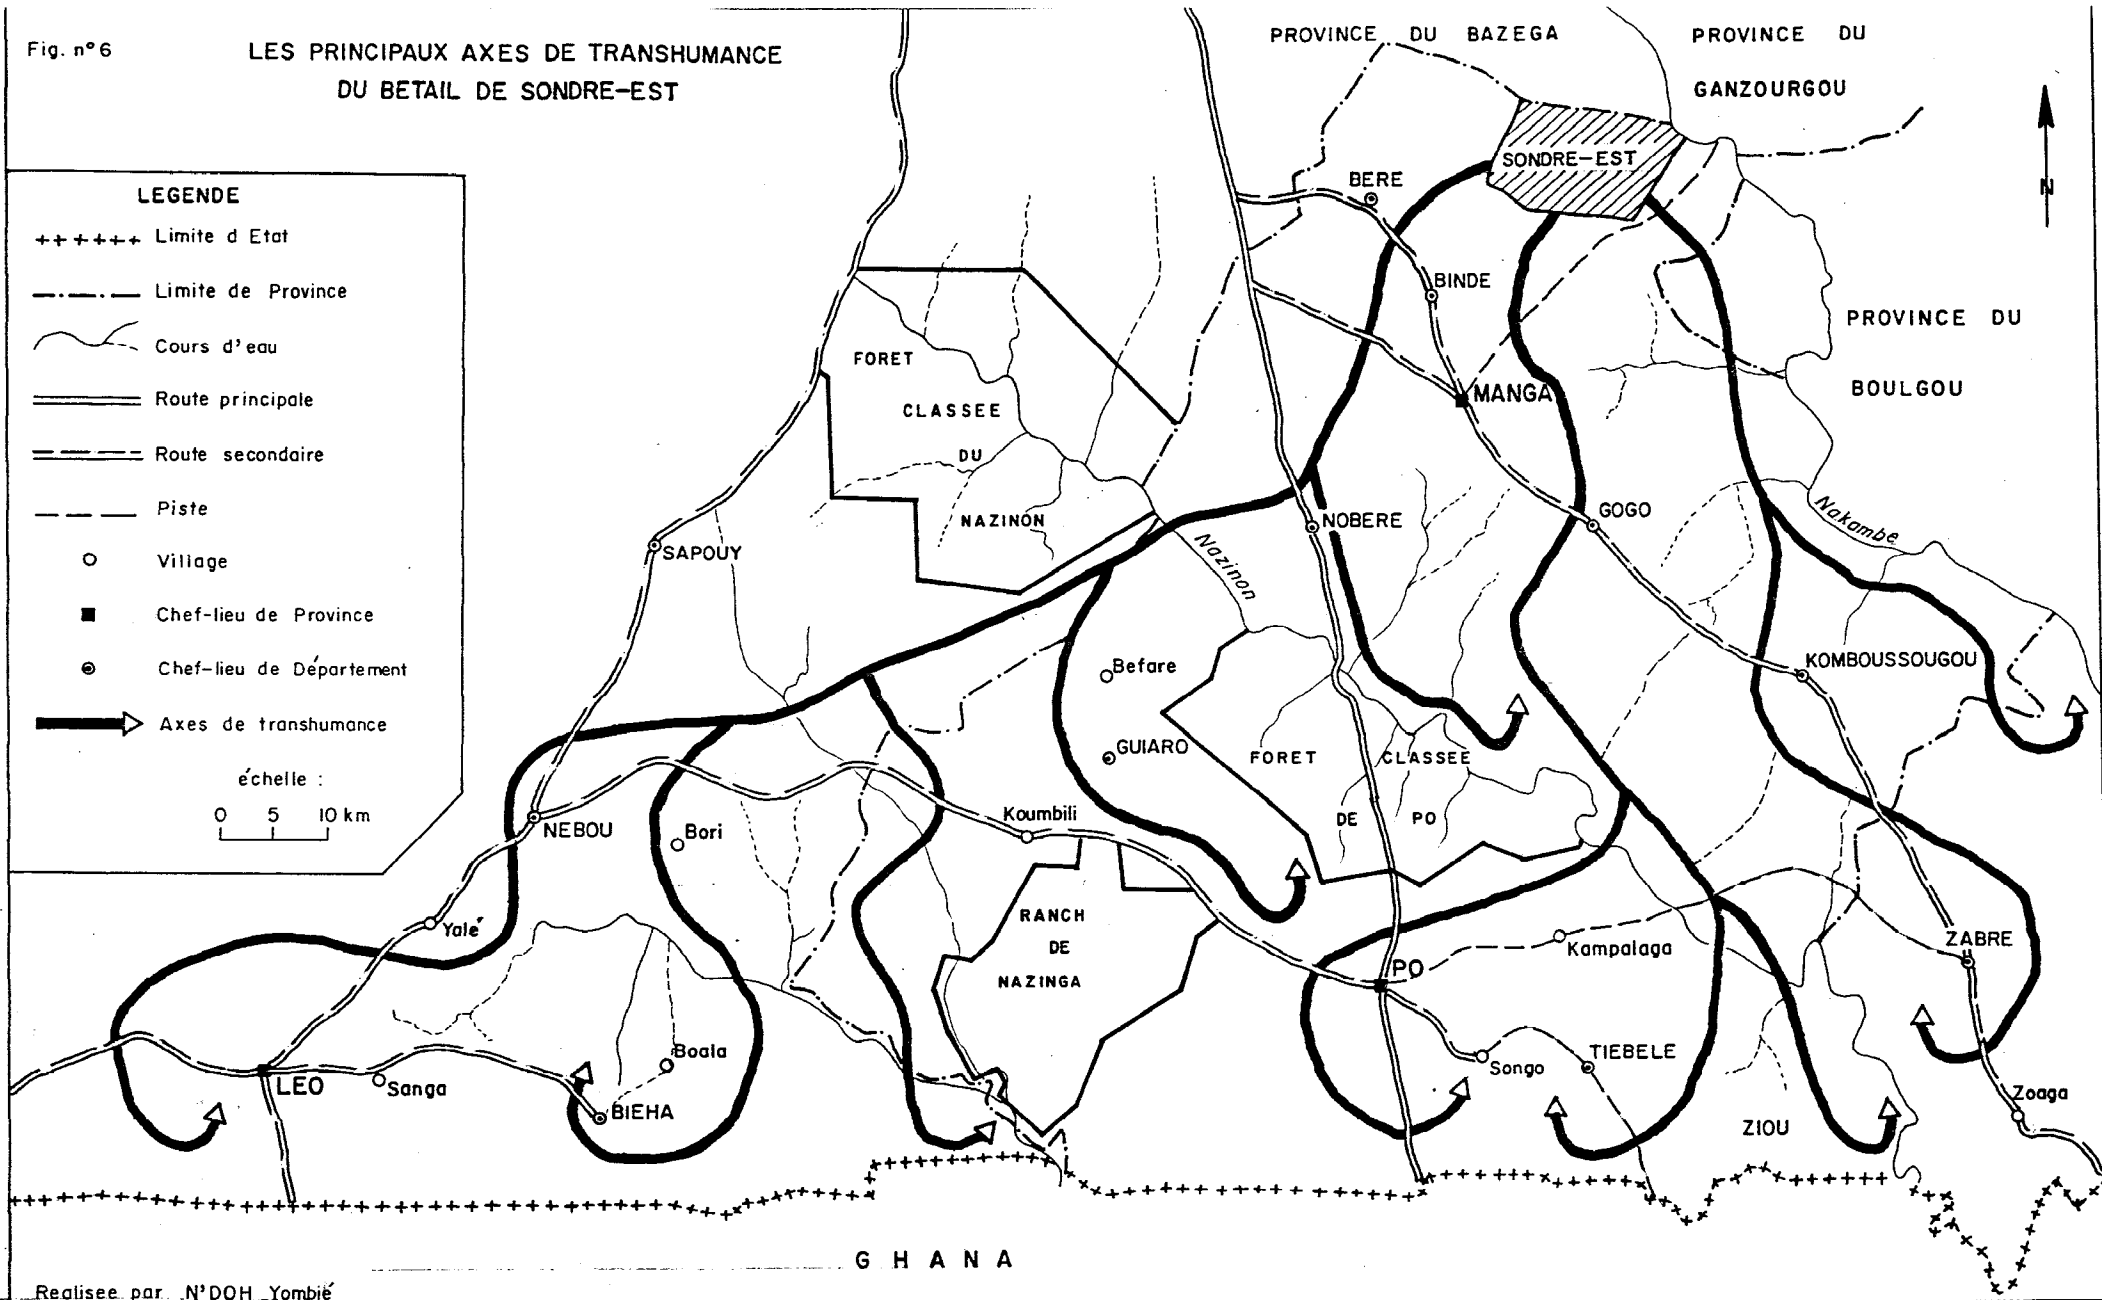 Fig. n° 6
LES PRINCIPAUX AXES DE TRANSHUMANCE
DU BETAIL DE SONDRE-EST
PROVINCE DU BAZEGA
PROVINCE DU
GANZOURGOU
N
LEGENDE
Limite d Etat
Limite de Province
Cours d'eau
Route principale
Route secondaire
Piste
Village
Chef-lieu de Province
Chef-lieu de Département
Axes de transhumance
échelle :
0 5 10 km
SONDRE-EST
BERE
BINDE
PROVINCE DU
BOULGOU
MANGA
FORET
CLASSEE
DU
NAZINON
NOBERE
GOGO
Nakambe
Nazinon
SAPOUY
Befare
KOMBOUSSOUGOU
GUIARO
FORET CLASSEE
DE PO
Koumbili
NEBOU
Bori
Yalé
RANCH
DE
NAZINGA
Kampalaga
ZABRE
PO
Boala
Songo
TIEBELE
LEO
Sanga
BIEHA
Zoaga
ZIOU
GHANA
Realisee par N'DOH Yombié